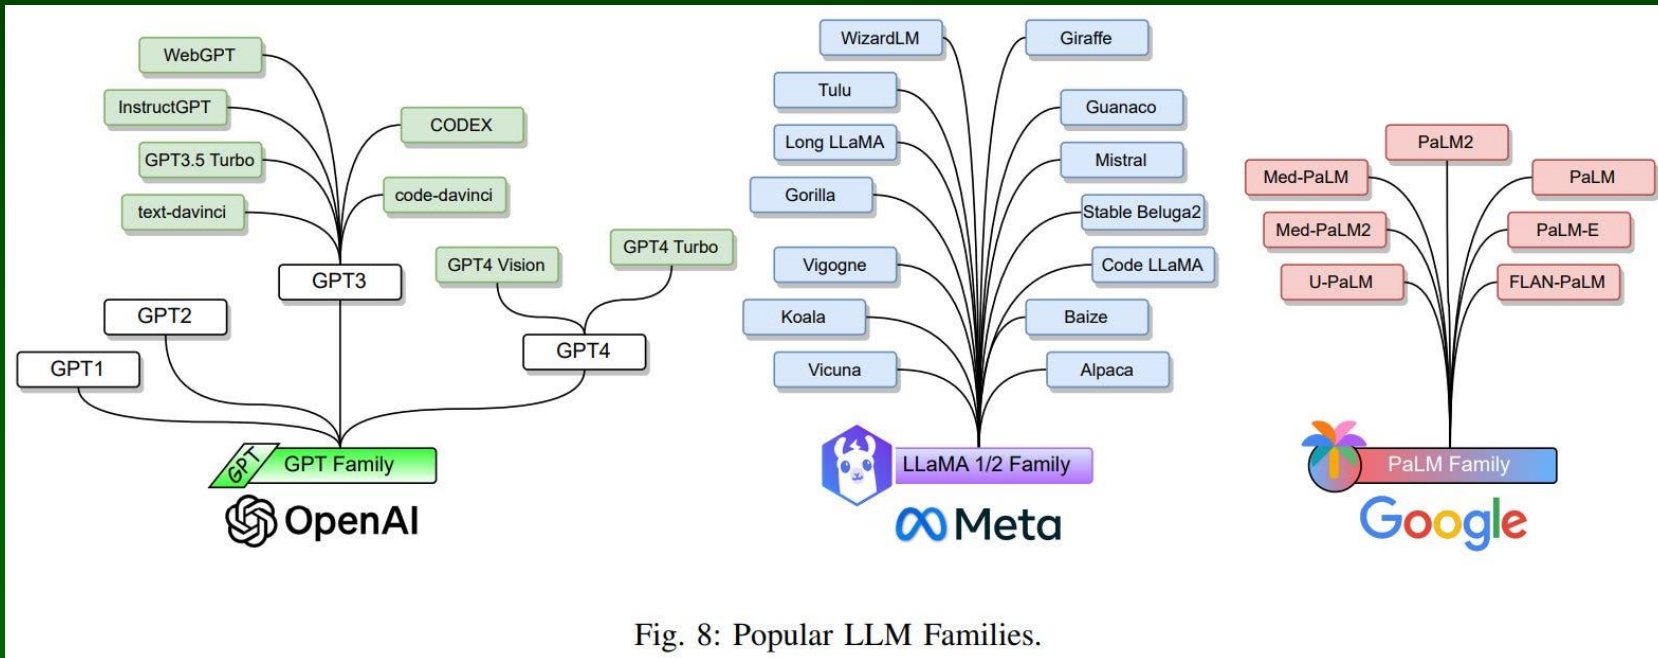 WebGPT
InstructGPT
CODEX
GPT3.5 Turbo
code-davinci
text-davinci
GPT4 Turbo
GPT4 Vision
GPT3
GPT2
GPT4
GPT1
GPT
GPT Family
OpenAI
WizardLM
Giraffe
Tulu
Guanaco
Long LLaMA
Mistral
Gorilla
Stable Beluga2
Vigogne
Code LLaMA
Koala
Baize
Vicuna
Alpaca
LLaMA 1/2 Family
Meta
PaLM2
Med-PaLM
PaLM
Med-PaLM2
PaLM-E
U-PaLM
FLAN-PaLM
PaLM Family
Google
Fig. 8: Popular LLM Families.